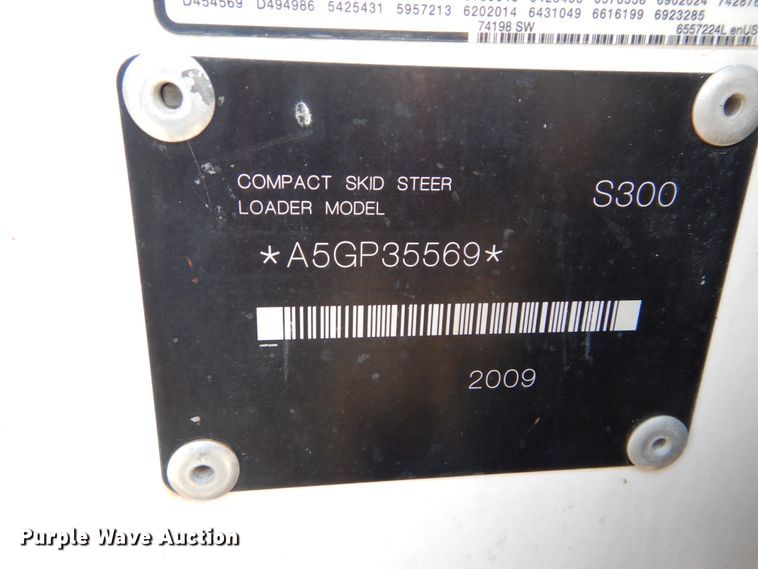 D454569 D494986 5425431 5957213 6202014 6431049 6616199 6923285
74198 SW 6557224L enUS
COMPACT SKID STEER
LOADER MODEL S300
*A5GP35569*
2009
Purple Wave Auction